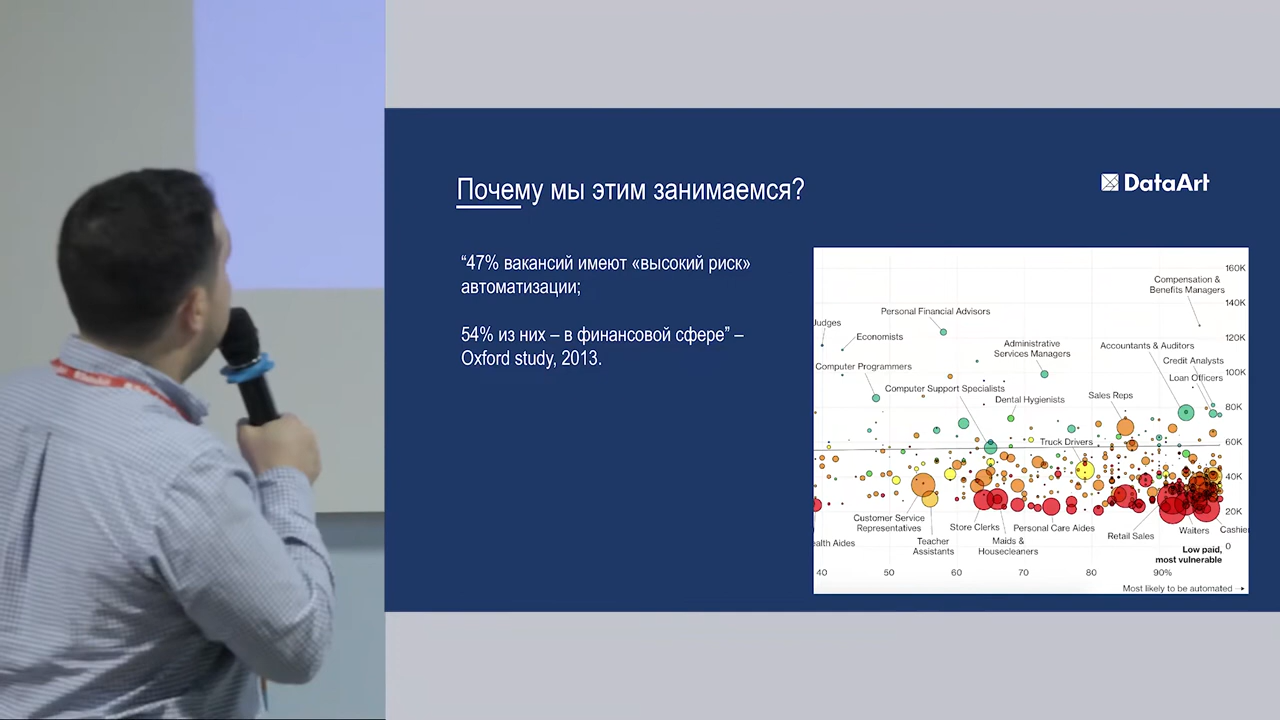 Почему мы этим занимаемся?
DataArt
“47% вакансий имеют «высокий риск»
автоматизации;
54% из них – в финансовой сфере” –
Oxford study, 2013.
160K
Compensation &
Benefits Managers
140K
Personal Financial Advisors
Judges
Economists
120K
Administrative
Services Managers
Accountants & Auditors
Credit Analysts
Computer Programmers
100K
Loan Officers
Computer Support Specialists
Dental Hygienists
Sales Reps
80K
Truck Drivers
60K
40K
20K
Customer Service
Representatives
Store Clerks
Personal Care Aides
Retail Sales
Waiters
Cashier
ealth Aides
Teacher
Assistants
Maids &
Housecleaners
0
Low paid,
most vulnerable
40
50
60
70
80
90%
Most likely to be automated →